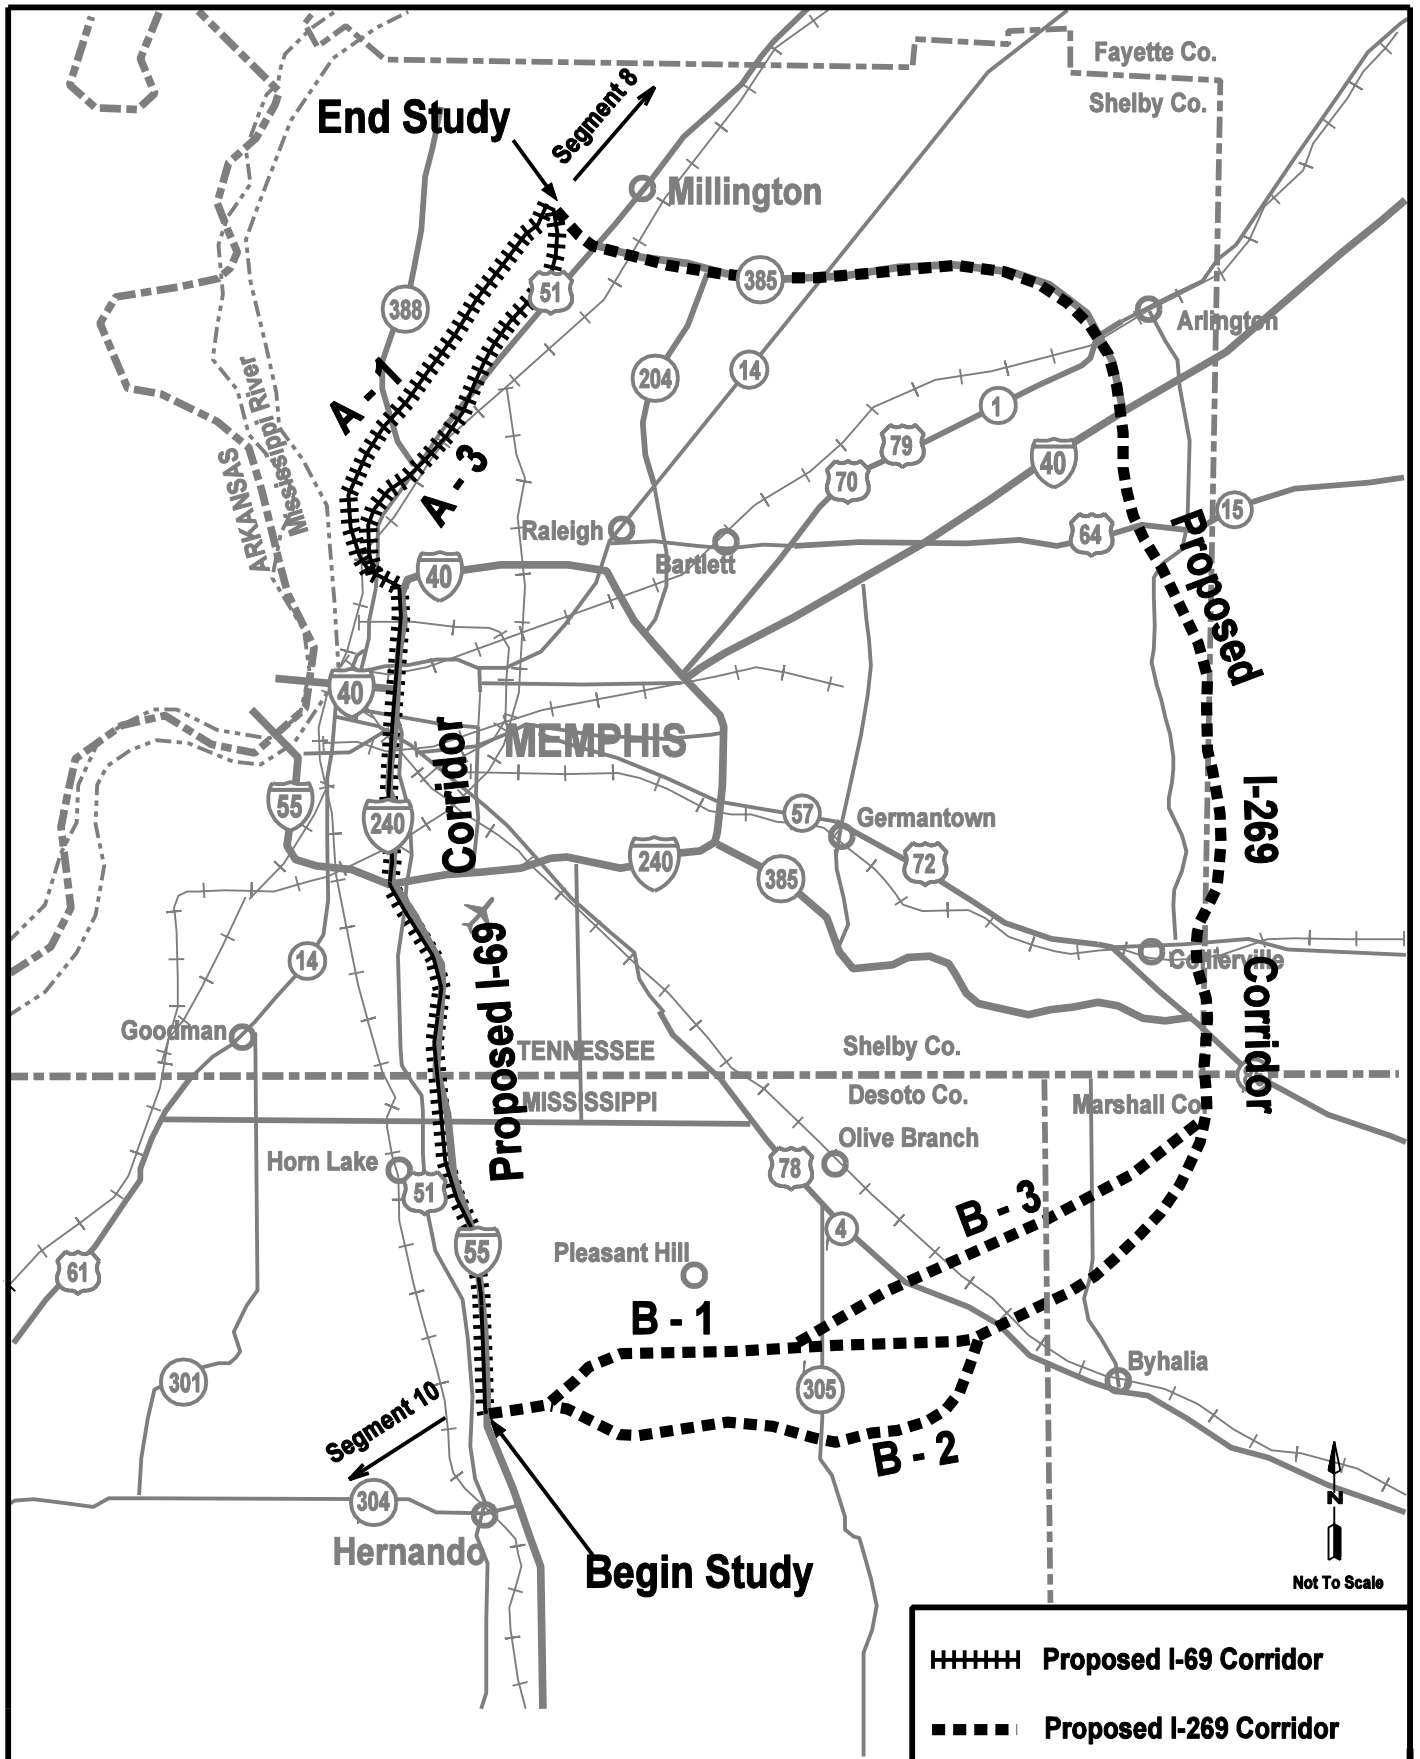 Fayette Co.
Shelby Co.
End Study
Segment 8
Millington
51
385
388
Arlington
A - 1
204
14
1
A - 3
79
40
70
15
ARKANSAS
Mississippi River
Raleigh
64
Bartlett
Proposed
40
40
MEMPHIS
Corridor
I-269
55
240
57
Germantown
240
72
385
14
Proposed I-69
Collierville
Corridor
Goodman
TENNESSEE
Shelby Co.
MISSISSIPPI
Desoto Co.
Marshall Co.
Olive Branch
Horn Lake
78
51
B - 3
4
55
Pleasant Hill
61
B - 1
Byhalia
301
305
Segment 10
B - 2
304
N
Hernando
Begin Study
Not To Scale
Proposed I-69 Corridor
Proposed I-269 Corridor